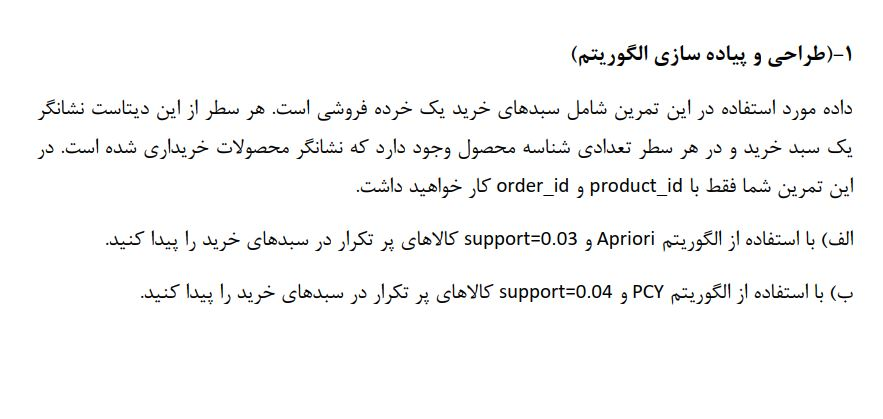 ۱-(طراحی و پیاده سازی الگوریتم)
داده مورد استفاده در این تمرین شامل سبدهای خرید یک خرده فروشی است. هر سطر از این دیتاست نشانگر
یک سبد خرید و در هر سطر تعدادی شناسه محصول وجود دارد که نشانگر محصولات خریداری شده است. در
این تمرین شما فقط با product_id و order_id کار خواهید داشت.
الف) با استفاده از الگوریتم Apriori و support=0.03 کالاهای پر تکرار در سبدهای خرید را پیدا کنید.
ب) با استفاده از الگوریتم PCY و support=0.04 کالاهای پر تکرار در سبدهای خرید را پیدا کنید.